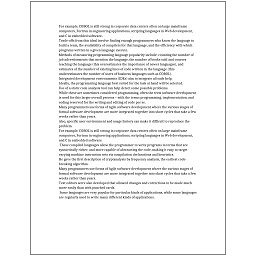 For example, COBOL is still strong in corporate data centers often on large mainframe
computers, Fortran in engineering applications, scripting languages in Web development,
and C in embedded software.
Trade-offs from this ideal involve finding enough programmers who know the language to
build a team, the availability of compilers for that language, and the efficiency with which
programs written in a given language execute.
Methods of measuring programming language popularity include: counting the number of
job advertisements that mention the language, the number of books sold and courses
teaching the language (this overestimates the importance of newer languages), and
estimates of the number of existing lines of code written in the language (this
underestimates the number of users of business languages such as COBOL).
Integrated development environments (IDEs) aim to integrate all such help.
Ideally, the programming language best suited for the task at hand will be selected.
Use of a static code analysis tool can help detect some possible problems.
While these are sometimes considered programming, often the term software development
is used for this larger overall process – with the terms programming, implementation, and
coding reserved for the writing and editing of code per se.
Many programmers use forms of Agile software development where the various stages of
formal software development are more integrated together into short cycles that take a few
weeks rather than years.
Also, specific user environment and usage history can make it difficult to reproduce the
problem.
For example, COBOL is still strong in corporate data centers often on large mainframe
computers, Fortran in engineering applications, scripting languages in Web development,
and C in embedded software.
These compiled languages allow the programmer to write programs in terms that are
syntactically richer, and more capable of abstracting the code, making it easy to target
varying machine instruction sets via compilation declarations and heuristics.
He gave the first description of cryptanalysis by frequency analysis, the earliest code-
breaking algorithm.
Many programmers use forms of Agile software development where the various stages of
formal software development are more integrated together into short cycles that take a few
weeks rather than years.
Text editors were also developed that allowed changes and corrections to be made much
more easily than with punched cards.
Some languages are very popular for particular kinds of applications, while some languages
are regularly used to write many different kinds of applications.